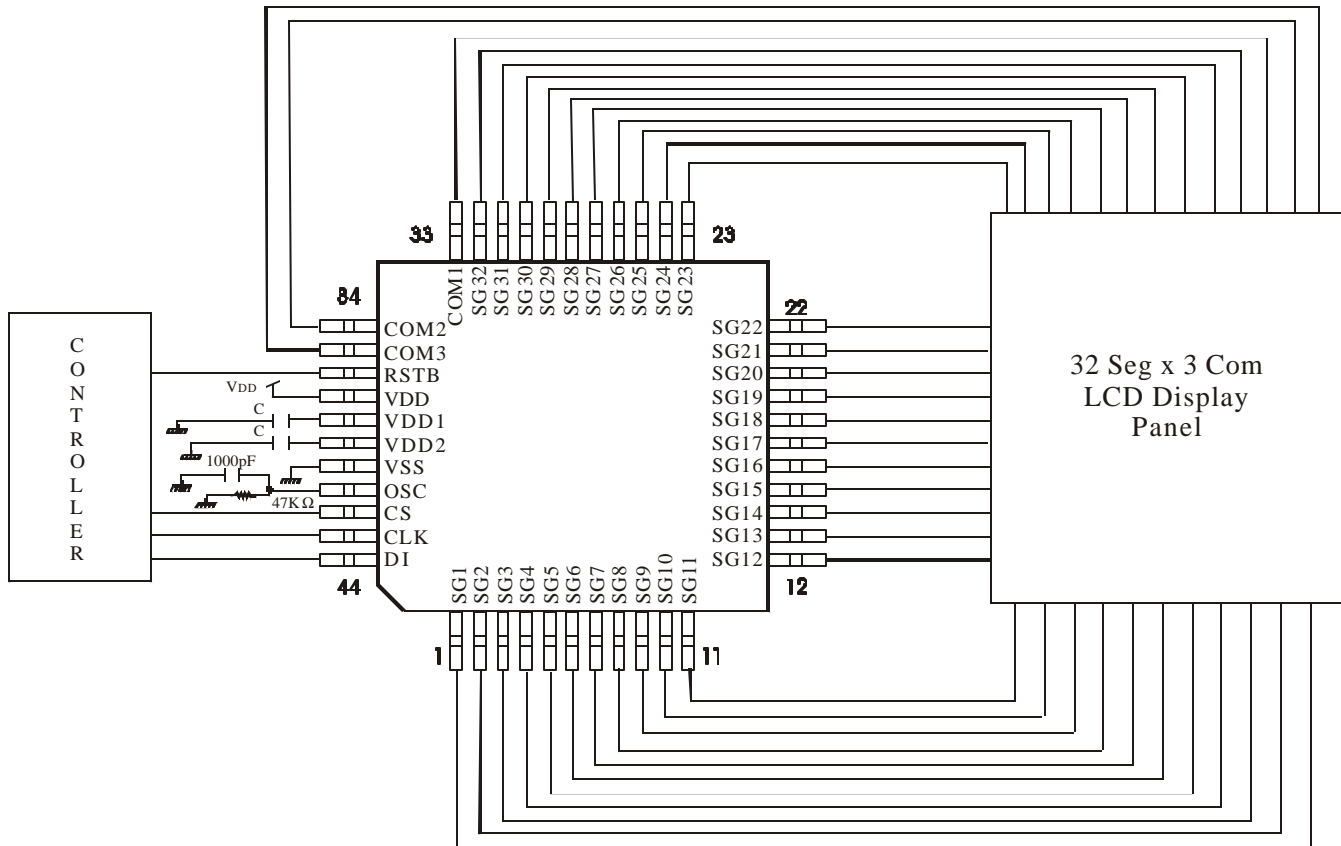 33
23
COM1
SG32
SG31
SG30
SG29
SG28
SG27
SG26
SG25
SG24
SG23
34
22
CONTROLLER
COM2
COM3
RSTB
VDD
VDD
VDD1
C
VDD2
C
VSS
1000pF
OSC
47KΩ
CS
CLK
DI
SG22
SG21
SG20
SG19
SG18
SG17
SG16
SG15
SG14
SG13
SG12
32 Seg x 3 Com
LCD Display
Panel
44
12
SG1
SG2
SG3
SG4
SG5
SG6
SG7
SG8
SG9
SG10
SG11
1
11